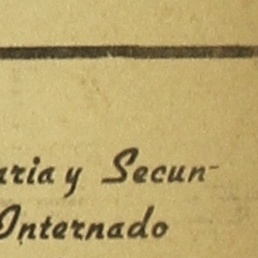 aria y Secun-
Internado